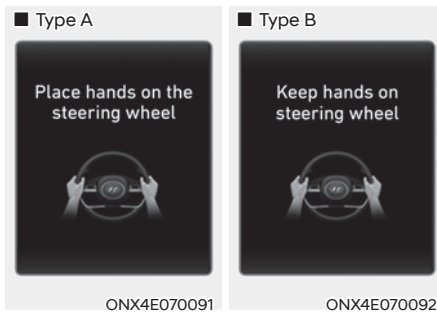 ■ Type A
Place hands on the
steering wheel
ONX4E070091
■ Type B
Keep hands on
steering wheel
ONX4E070092